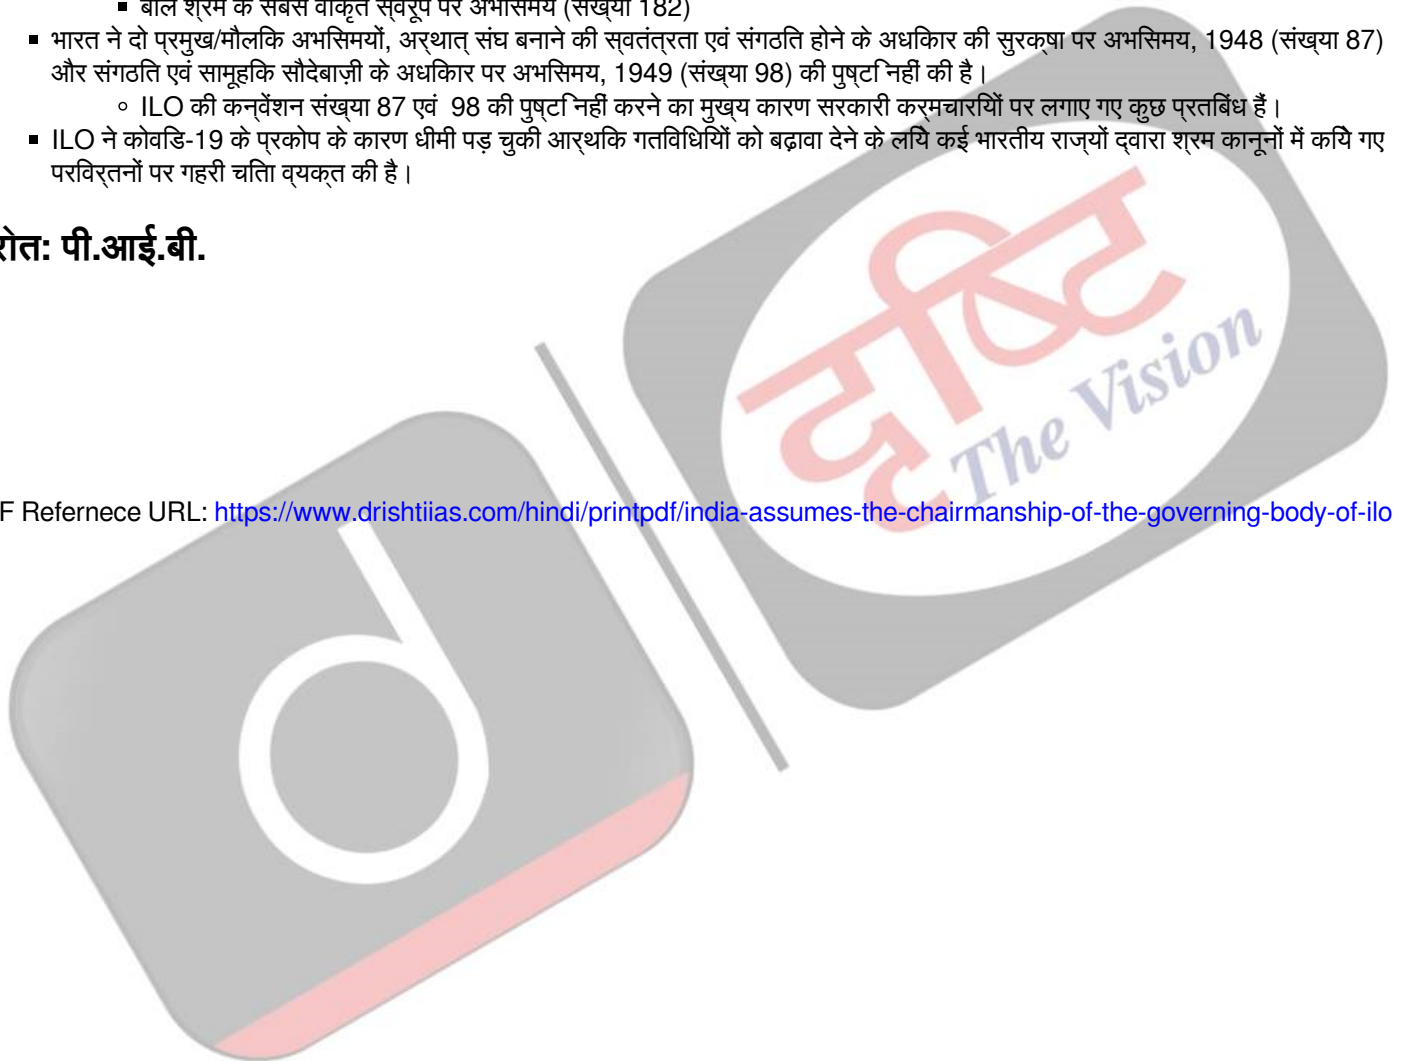 ▪ बाल श्रम के सबसे विकृत स्वरूप पर अभिसमय (संख्या 182)
▪ भारत ने दो प्रमुख/मौलिक अभिसमयों, अर्थात् संघ बनाने की स्वतंत्रता एवं संगठित होने के अधिकार की सुरक्षा पर अभिसमय, 1948 (संख्या 87)
और संगठित एवं सामूहिक सौदेबाज़ी के अधिकार पर अभिसमय, 1949 (संख्या 98) की पुष्टि नहीं की है।
◦ ILO की कन्वेंशन संख्या 87 एवं 98 की पुष्टि नहीं करने का मुख्य कारण सरकारी कर्मचारियों पर लगाए गए कुछ प्रतिबंध हैं।
▪ ILO ने कोविड-19 के प्रकोप के कारण धीमी पड़ चुकी आर्थिक गतिविधियों को बढ़ावा देने के लिये कई भारतीय राज्यों द्वारा श्रम कानूनों में किये गए
परिवर्तनों पर गहरी चिंता व्यक्त की है।
रोत: पी.आई.बी.
दृष्टि
The Vision
F Refernece URL: https://www.drishtiias.com/hindi/printpdf/india-assumes-the-chairmanship-of-the-governing-body-of-ilo
d